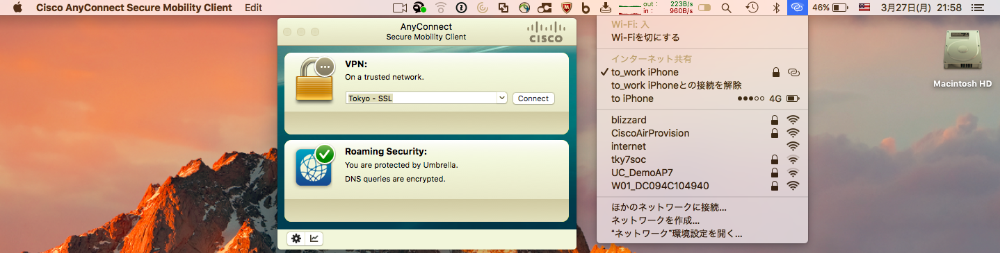 Cisco AnyConnect Secure Mobility Client Edit
out : 223B/s
in : 960B/s
46%
3月27日(月) 21:58
AnyConnect
Secure Mobility Client
CISCO
VPN:
On a trusted network.
Tokyo - SSL
Connect
Roaming Security:
You are protected by Umbrella.
DNS queries are encrypted.
Wi-Fi: 入
Wi-Fiを切にする
インターネット共有
to_work iPhone
to_work iPhoneとの接続を解除
to iPhone 4G
blizzard
CiscoAirProvision
internet
tky7soc
UC_DemoAP7
W01_DC094C104940
ほかのネットワークに接続...
ネットワークを作成...
“ネットワーク”環境設定を開く...
Macintosh HD